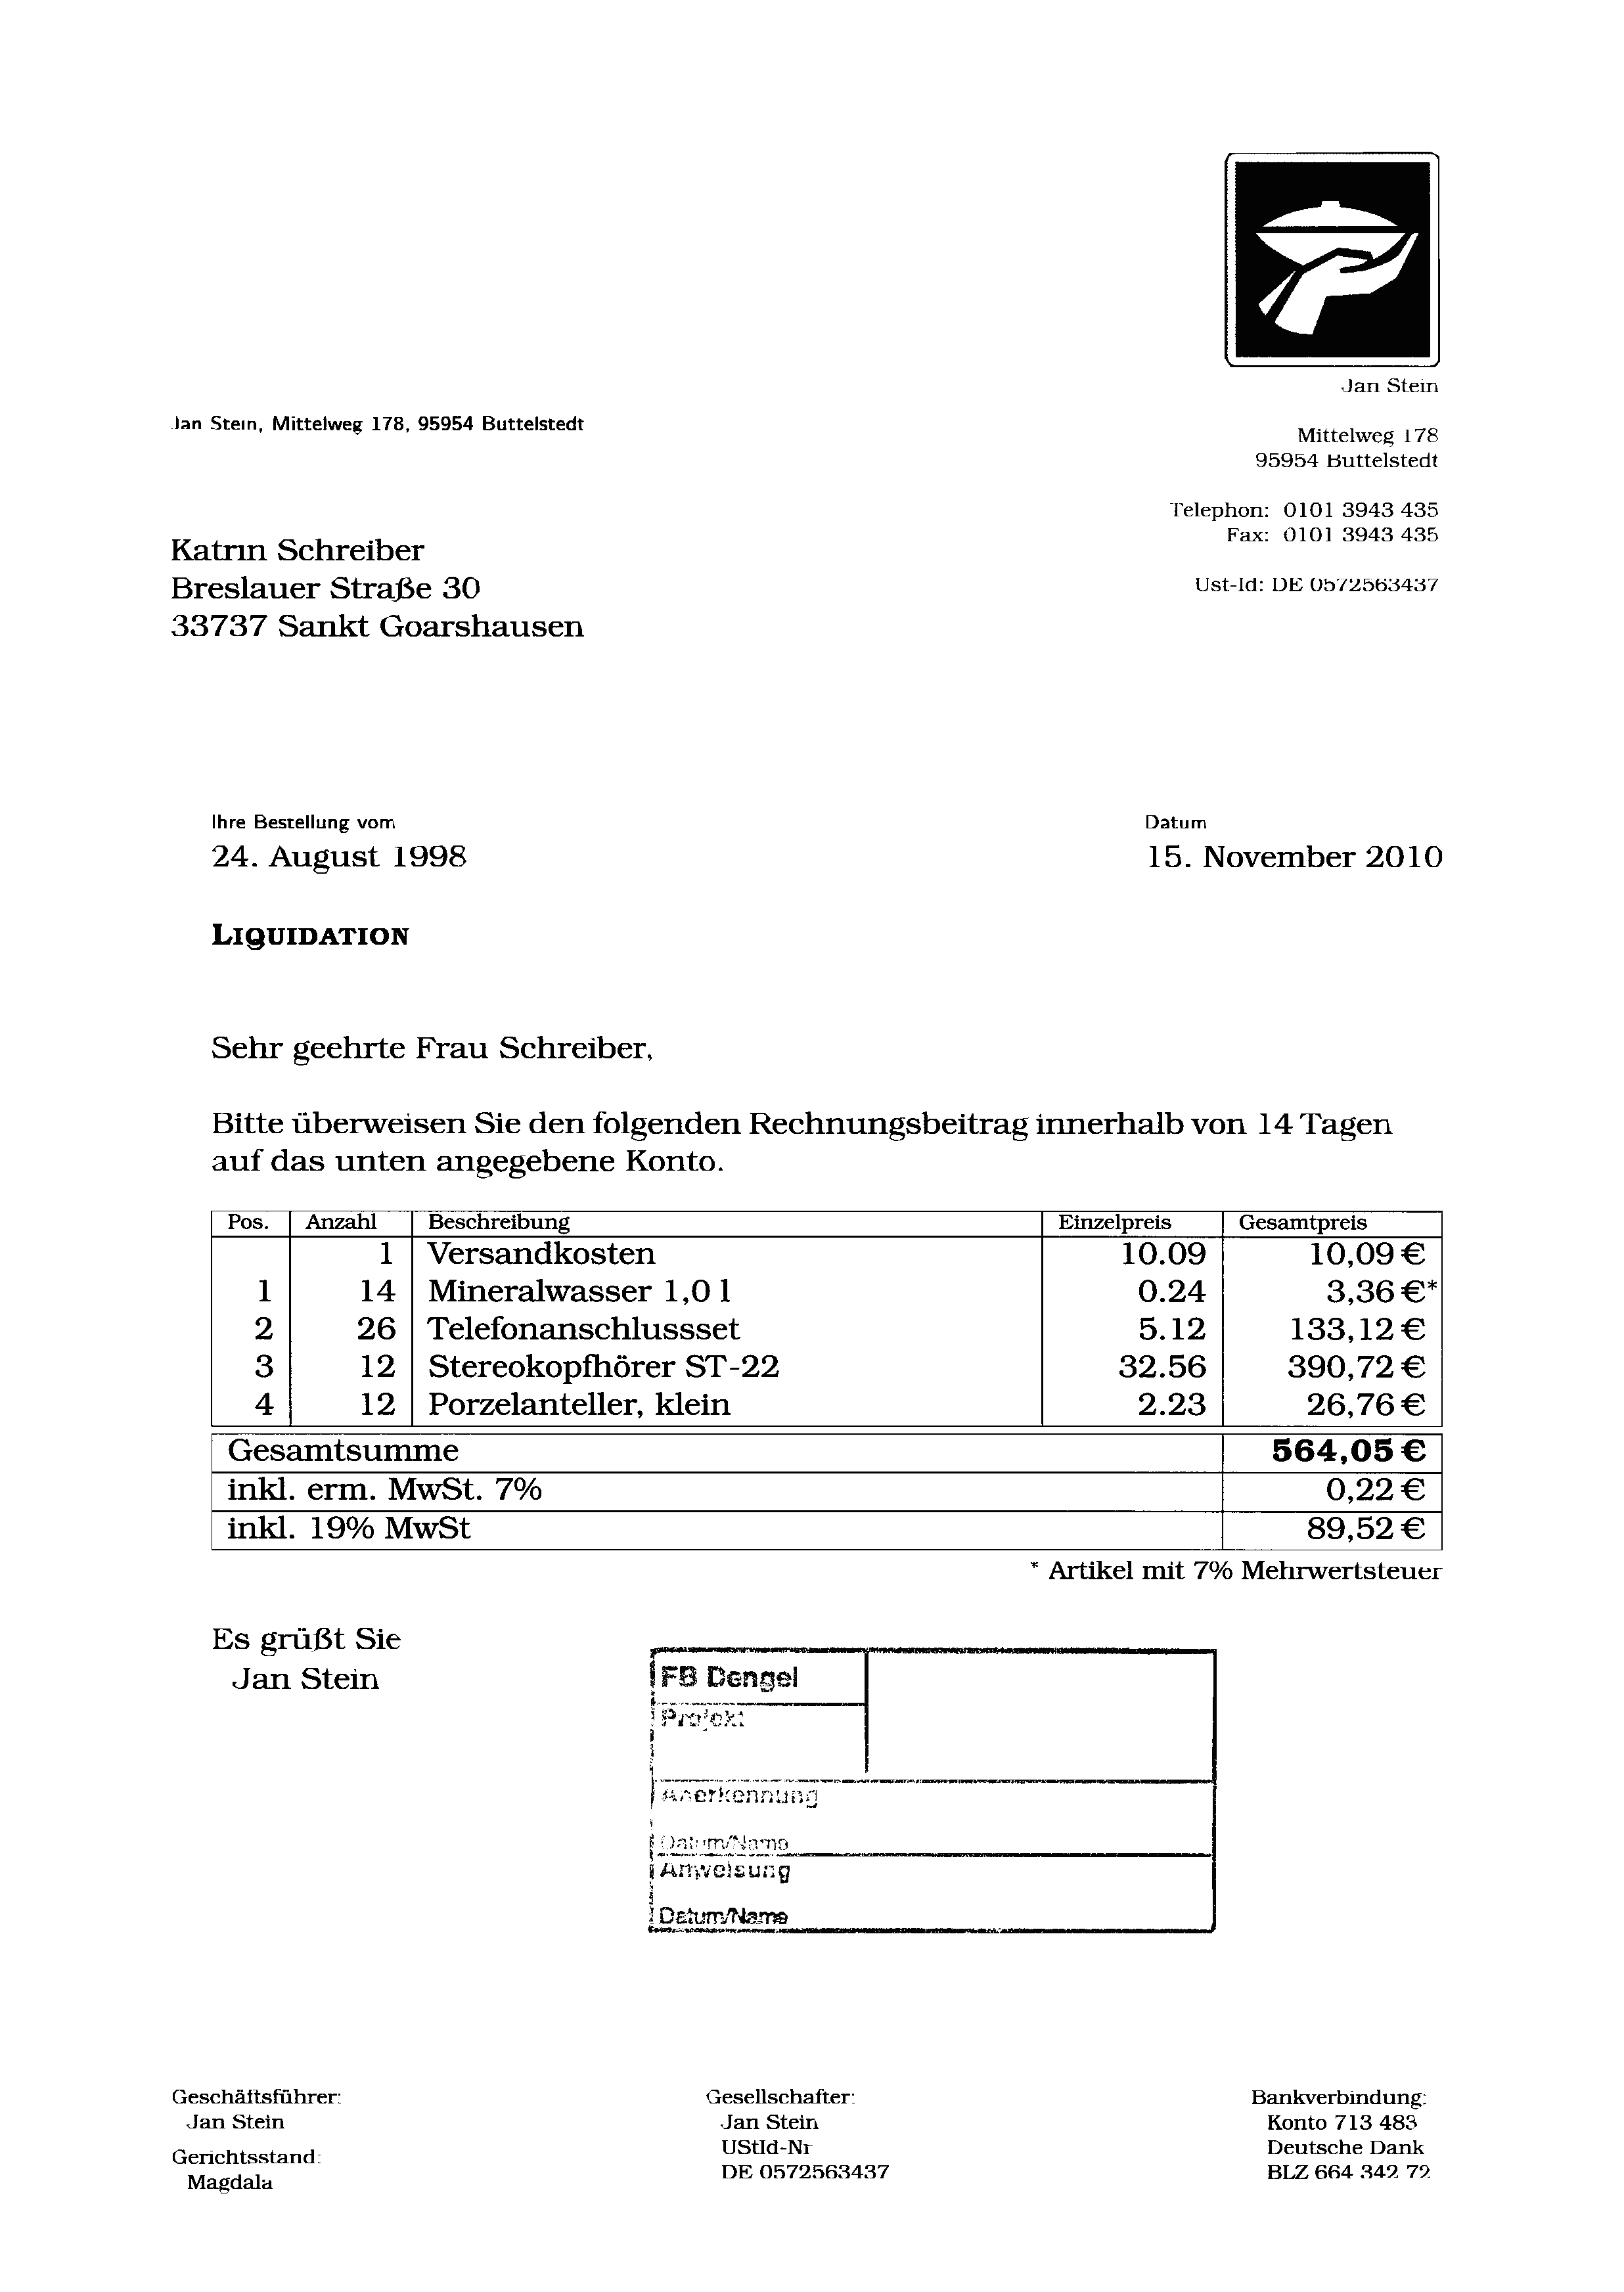 Jan Stein
Jan Stein, Mittelweg 178, 95954 Buttelstedt
Mittelweg 178
95954 Buttelstedt
Telephon: 0101 3943 435
Fax: 0101 3943 435
Ust-Id: DE 0572563437
Katrin Schreiber
Breslauer Straße 30
33737 Sankt Goarshausen
Ihre Bestellung vom Datum
24. August 1998 15. November 2010
LIQUIDATION
Sehr geehrte Frau Schreiber,
Bitte überweisen Sie den folgenden Rechnungsbeitrag innerhalb von 14 Tagen
auf das unten angegebene Konto.
Pos. Anzahl Beschreibung Einzelpreis Gesamtpreis
1 Versandkosten 10.09 10,09 €
1 14 Mineralwasser 1,0 l 0.24 3,36 €*
2 26 Telefonanschlussset 5.12 133,12 €
3 12 Stereokopfhörer ST-22 32.56 390,72 €
4 12 Porzelanteller, klein 2.23 26,76 €
Gesamtsumme 564,05 €
inkl. erm. MwSt. 7% 0,22 €
inkl. 19% MwSt 89,52 €
* Artikel mit 7% Mehrwertsteuer
Es grüßt Sie
Jan Stein
FB Dengel
Projekt
Anerkennung
Datum/Name
Anweisung
Datum/Name
Geschäftsführer:
Jan Stein
Gerichtsstand:
Magdala
Gesellschafter:
Jan Stein
UStId-Nr
DE 0572563437
Bankverbindung:
Konto 713 483
Deutsche Dank
BLZ 664 342 72